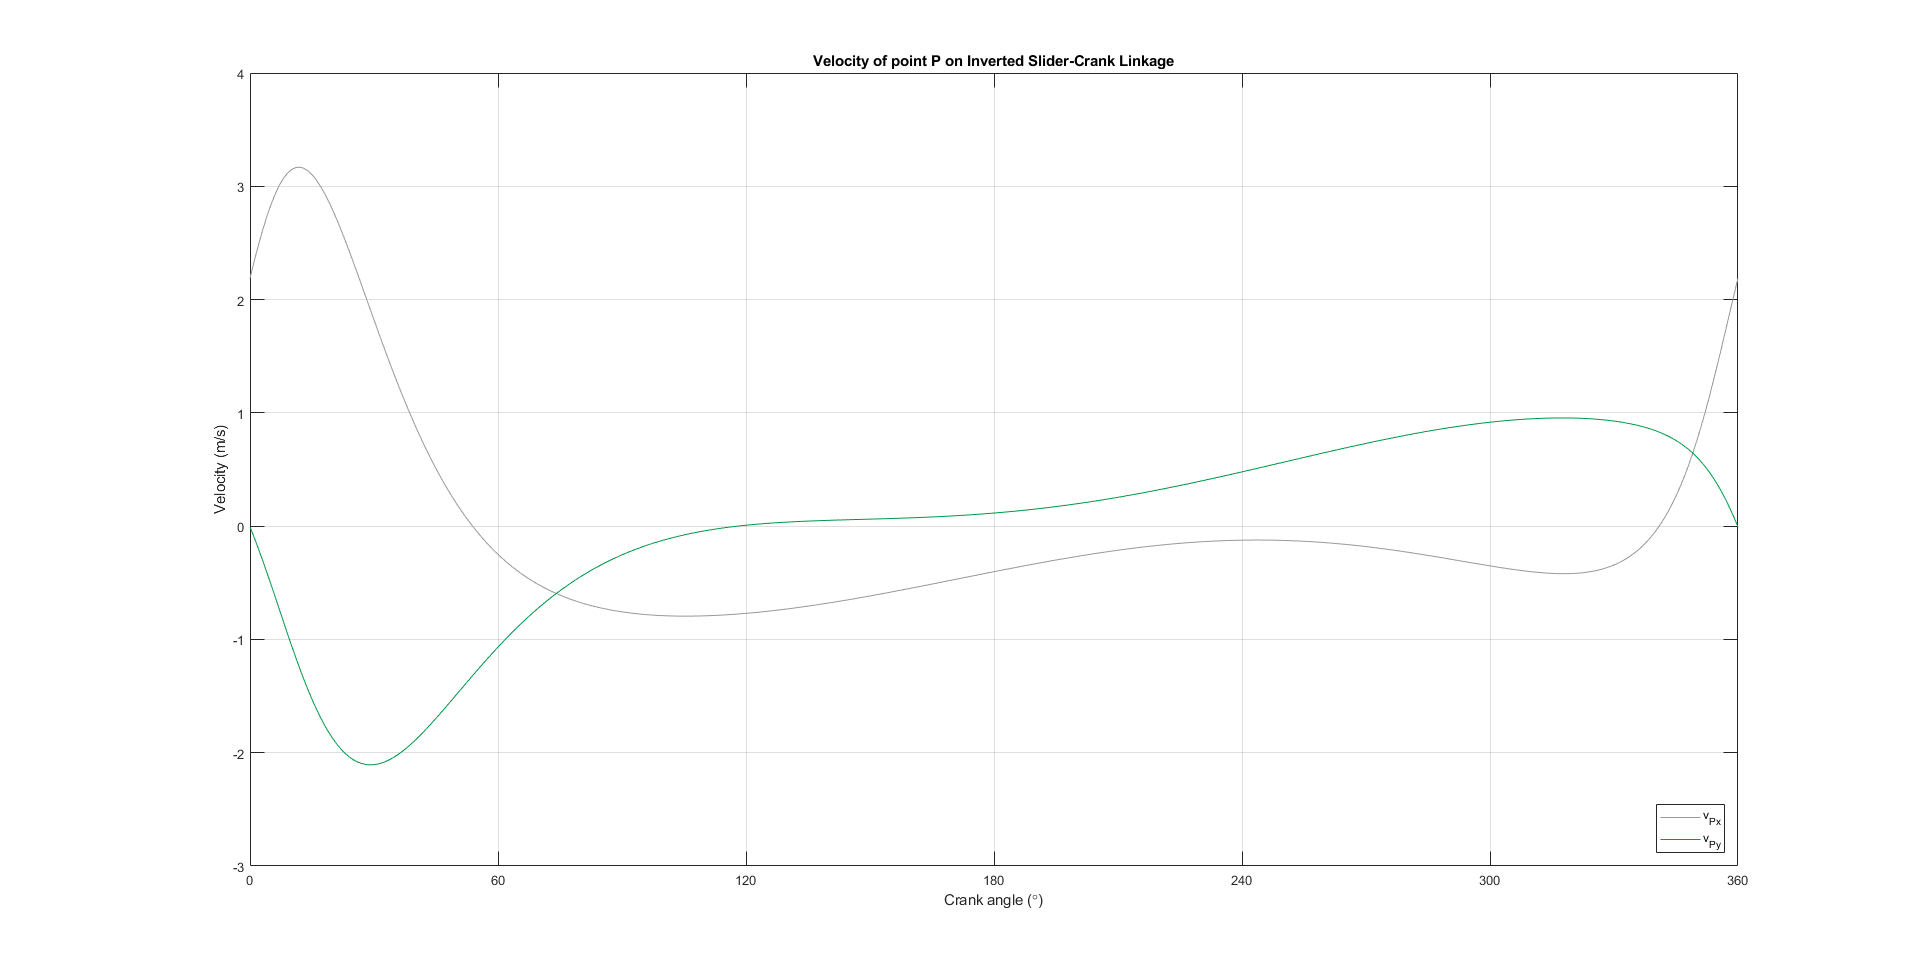 Velocity of point P on Inverted Slider-Crank Linkage
4
3
2
1
0
-1
-2
-3
Velocity (m/s)
0 60 120 180 240 300 360
Crank angle (°)
vPx
vPy